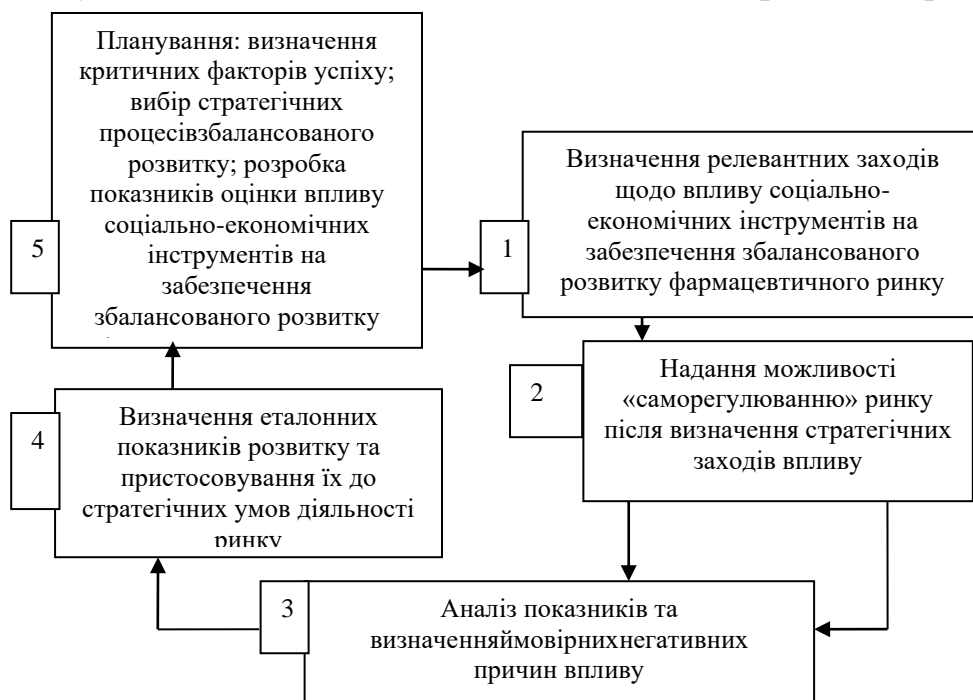 Планування: визначення
критичних факторів успіху;
вибір стратегічних
процесівзбалансованого
розвитку; розробка
показників оцінки впливу
соціально-економічних
інструментів на
забезпечення
збалансованого розвитку
5
Визначення релевантних заходів
щодо впливу соціально-
економічних інструментів на
забезпечення збалансованого
розвитку фармацевтичного ринку
1
Надання можливості
«саморегулюванню» ринку
після визначення стратегічних
заходів впливу
2
Визначення еталонних
показників розвитку та
пристосовування їх до
стратегічних умов діяльності
ринку
4
3
Аналіз показників та
визначенняймовірнихнегативних
причин впливу